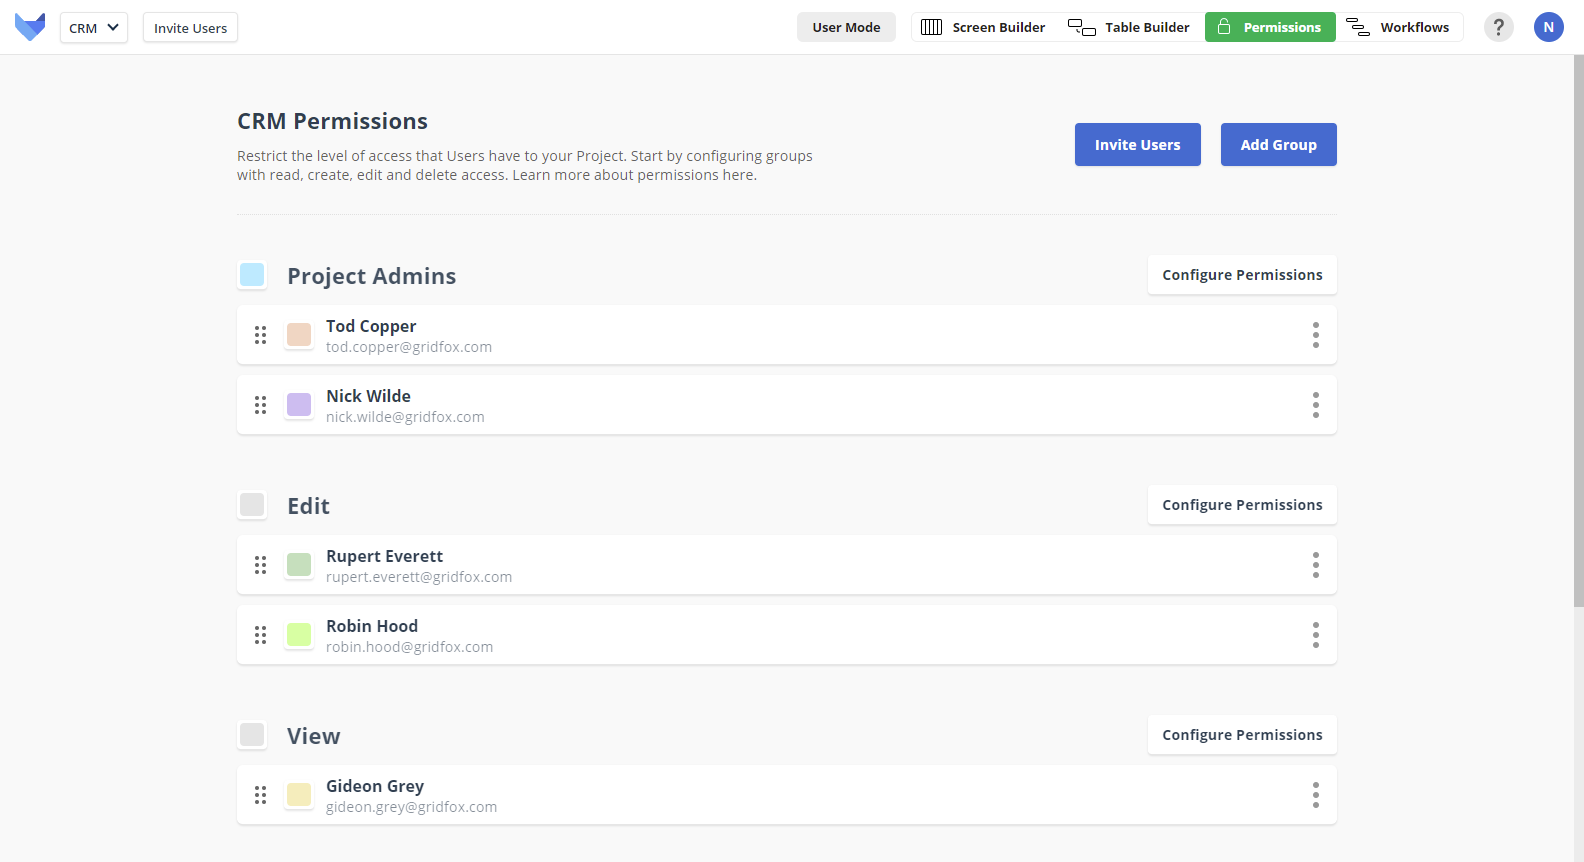 CRM
Invite Users
User Mode
Screen Builder
Table Builder
Permissions
Workflows
?
N
CRM Permissions
Restrict the level of access that Users have to your Project. Start by configuring groups
with read, create, edit and delete access. Learn more about permissions here.
Invite Users
Add Group
Project Admins
Configure Permissions
Tod Copper
tod.copper@gridfox.com
Nick Wilde
nick.wilde@gridfox.com
Edit
Configure Permissions
Rupert Everett
rupert.everett@gridfox.com
Robin Hood
robin.hood@gridfox.com
View
Configure Permissions
Gideon Grey
gideon.grey@gridfox.com